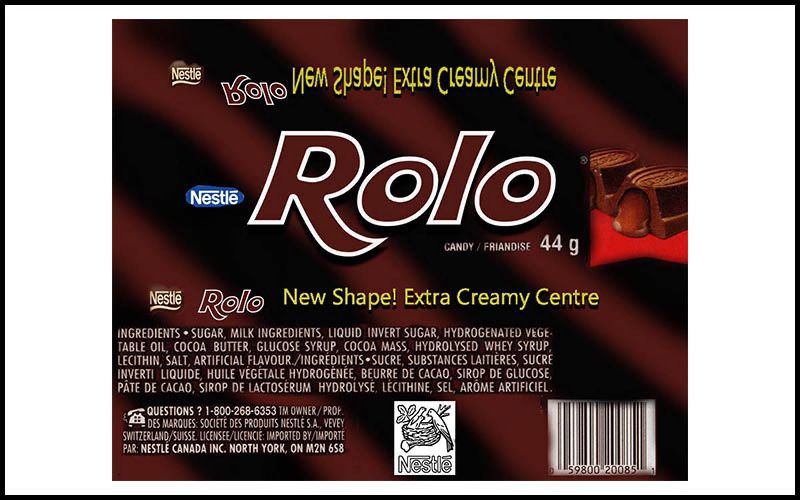 Nestlé Rolo New Shape! Extra Creamy Centre
Nestlé Rolo ®
CANDY / FRIANDISE 44 g
Nestlé Rolo New Shape! Extra Creamy Centre
INGREDIENTS • SUGAR, MILK INGREDIENTS, LIQUID INVERT SUGAR, HYDROGENATED VEGE-
TABLE OIL, COCOA BUTTER, GLUCOSE SYRUP, COCOA MASS, HYDROLYSED WHEY SYRUP,
LECITHIN, SALT, ARTIFICIAL FLAVOUR./INGRÉDIENTS • SUCRE, SUBSTANCES LAITIÈRES, SUCRE
INVERTI LIQUIDE, HUILE VÉGÉTALE HYDROGÉNÉE, BEURRE DE CACAO, SIROP DE GLUCOSE,
PÂTE DE CACAO, SIROP DE LACTOSÉRUM HYDROLYSÉ, LÉCITHINE, SEL, ARÔME ARTIFICIEL.
QUESTIONS ? 1-800-268-6353 TM OWNER/ PROP.
DES MARQUES: SOCIÉTÉ DES PRODUITS NESTLÉ S.A., VEVEY
SWITZERLAND/SUISSE. LICENSEE/LICENCIÉ: IMPORTED BY/IMPORTÉ
PAR: NESTLÉ CANADA INC. NORTH YORK, ON M2N 6S8
Nestlé
0 59800 20085 1